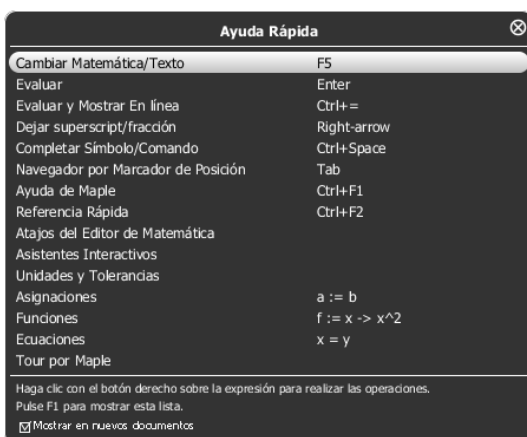 Ayuda Rápida
Cambiar Matemática/Texto F5
Evaluar Enter
Evaluar y Mostrar En línea Ctrl+=
Dejar superscript/fracción Right-arrow
Completar Símbolo/Comando Ctrl+Space
Navegador por Marcador de Posición Tab
Ayuda de Maple Ctrl+F1
Referencia Rápida Ctrl+F2
Atajos del Editor de Matemática
Asistentes Interactivos
Unidades y Tolerancias
Asignaciones a := b
Funciones f := x -> x^2
Ecuaciones x = y
Tour por Maple
Haga clic con el botón derecho sobre la expresión para realizar las operaciones.
Pulse F1 para mostrar esta lista.
Mostrar en nuevos documentos